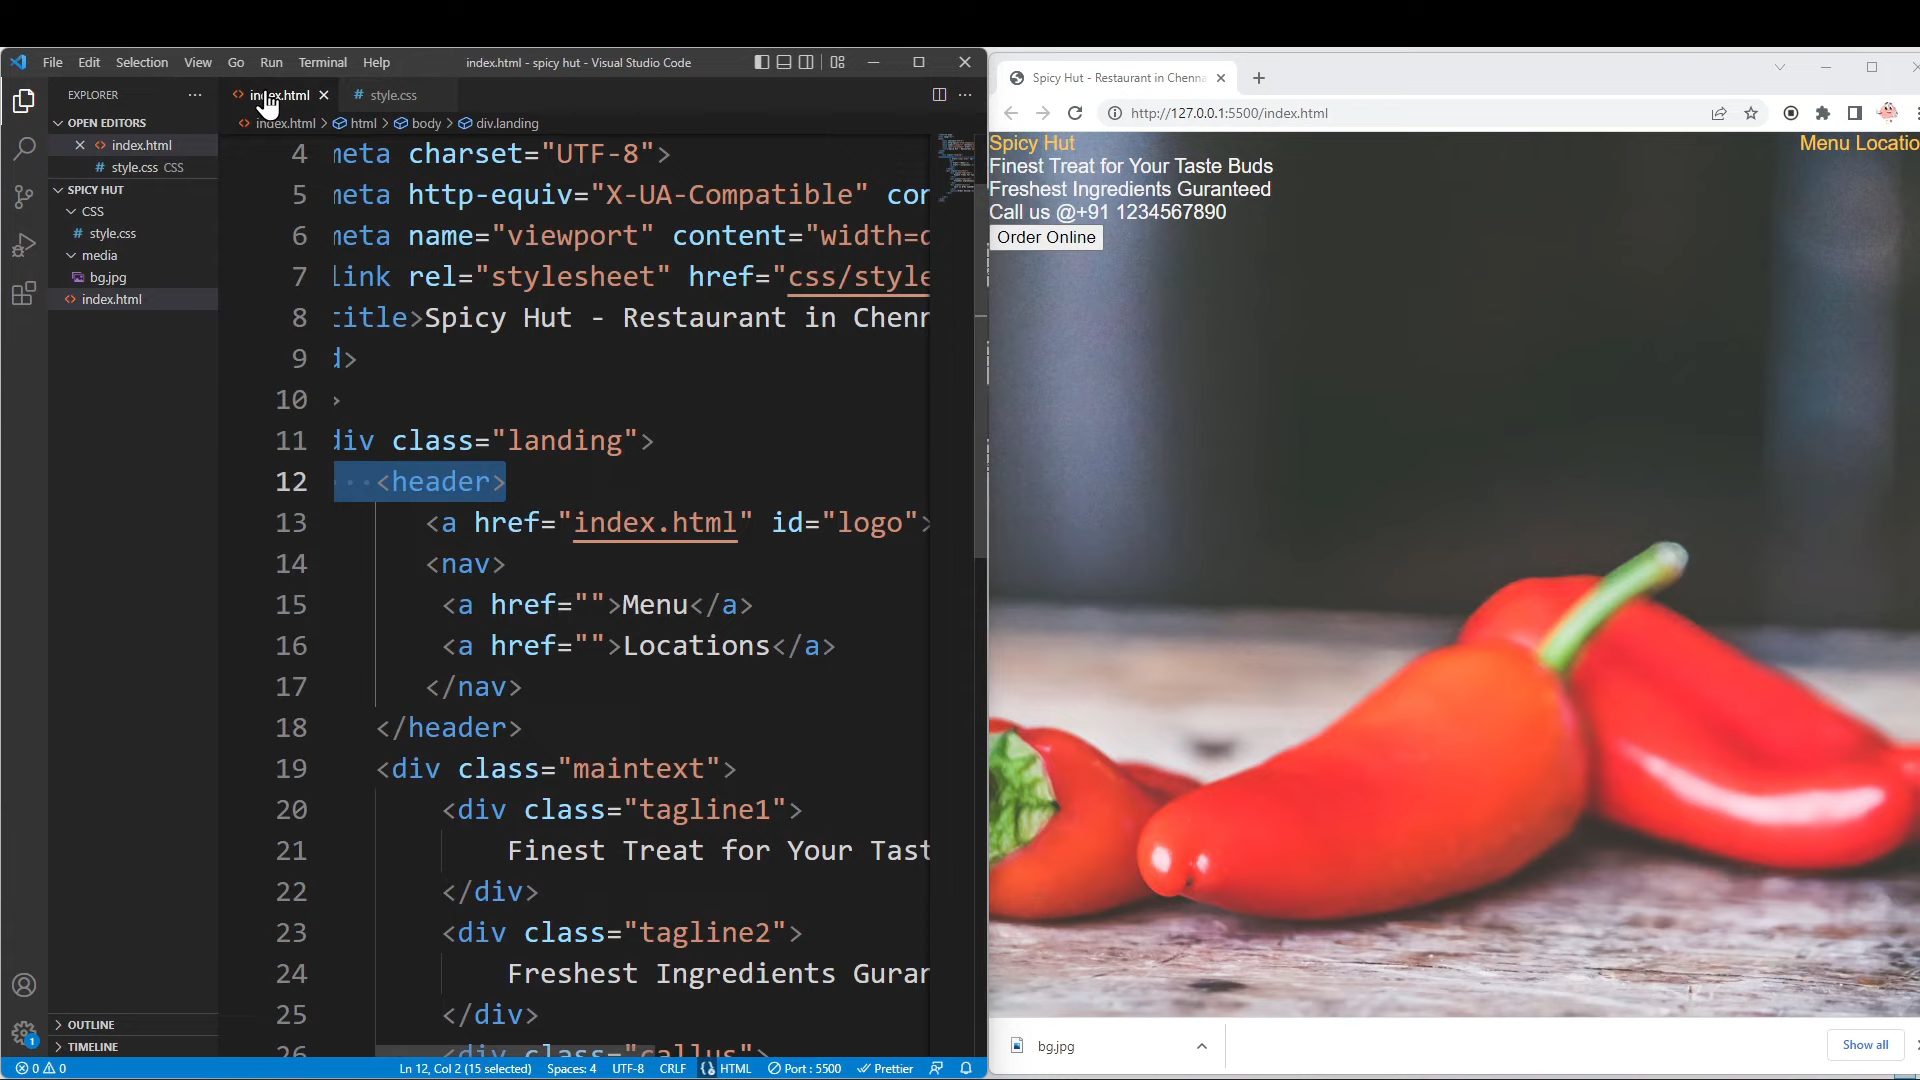 File Edit Selection View Go Run Terminal Help
index.html - spicy hut - Visual Studio Code
EXPLORER
OPEN EDITORS
index.html
style.css CSS
SPICY HUT
CSS
style.css
media
bg.jpg
index.html
OUTLINE
TIMELINE
index.html
style.css
index.html > html > body > div.landing
4 meta charset="UTF-8">
5 meta http-equiv="X-UA-Compatible" con
6 meta name="viewport" content="width=d
7 link rel="stylesheet" href="css/style
8 title>Spicy Hut - Restaurant in Chenn
9 d>
10 >
11 div class="landing">
12 <header>
13 <a href="index.html" id="logo">
14 <nav>
15 <a href="">Menu</a>
16 <a href="">Locations</a>
17 </nav>
18 </header>
19 <div class="maintext">
20 <div class="tagline1">
21 Finest Treat for Your Tast
22 </div>
23 <div class="tagline2">
24 Freshest Ingredients Guran
25 </div>
26 <div class="callus">
1
0 0
Ln 12, Col 2 (15 selected)
Spaces: 4
UTF-8
CRLF
HTML
Port : 5500
Prettier
Spicy Hut - Restaurant in Chenna
http://127.0.0.1:5500/index.html
Spicy Hut
Menu Locatio
Finest Treat for Your Taste Buds
Freshest Ingredients Guranteed
Call us @+91 1234567890
Order Online
bg.jpg
Show all